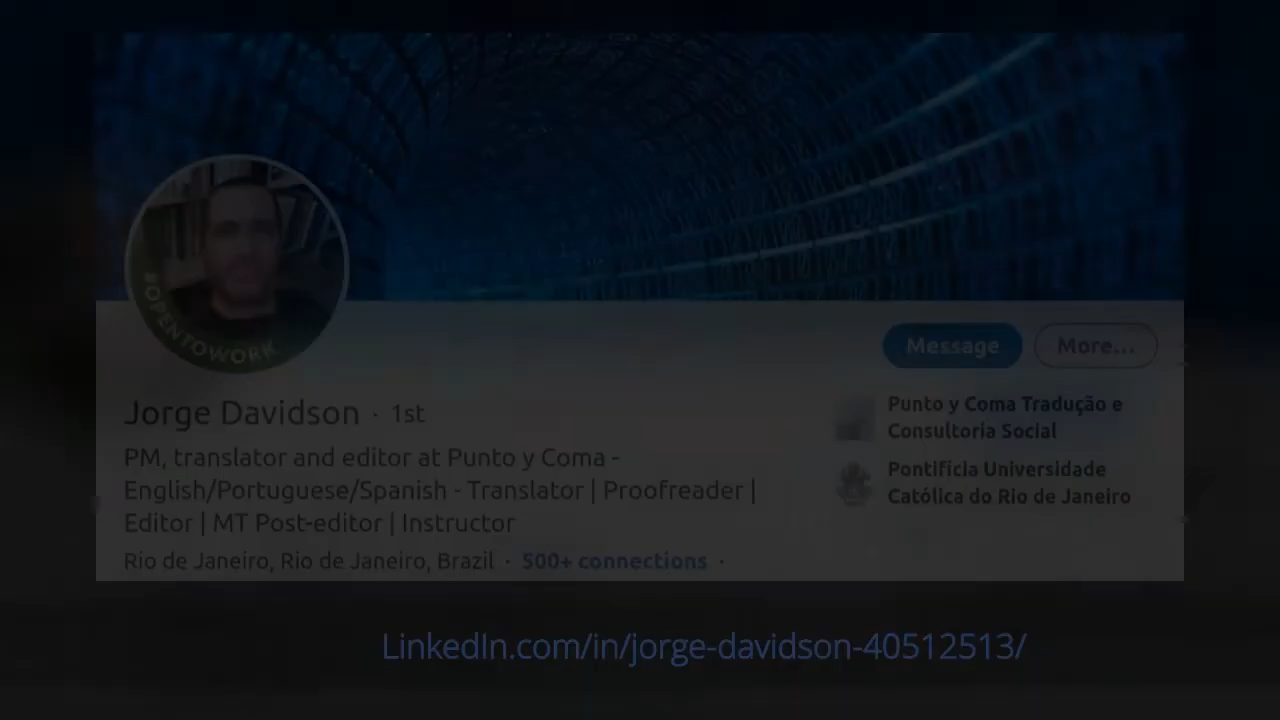 #OPENTOWORK
Message
More...
Jorge Davidson · 1st
PM, translator and editor at Punto y Coma -
English/Portuguese/Spanish - Translator | Proofreader |
Editor | MT Post-editor | Instructor
Rio de Janeiro, Rio de Janeiro, Brazil · 500+ connections ·
Punto y Coma Tradução e
Consultoria Social
Pontifícia Universidade
Católica do Rio de Janeiro
LinkedIn.com/in/jorge-davidson-40512513/